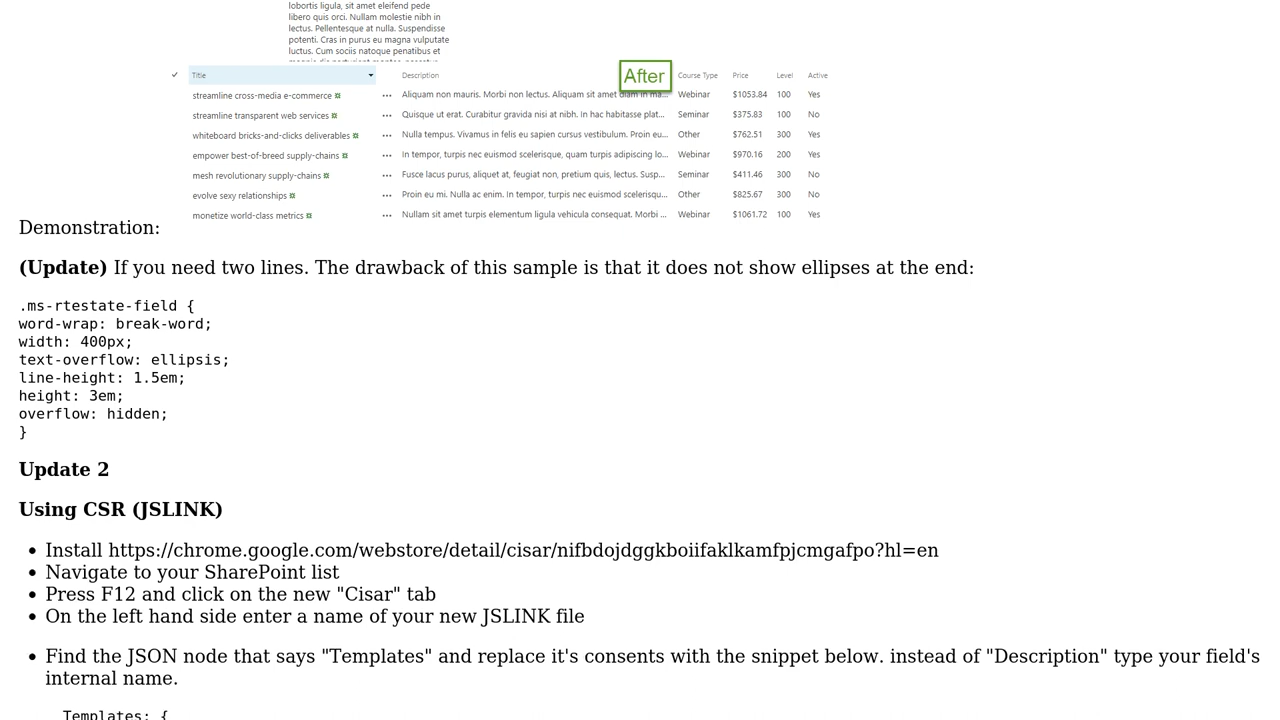 lobortis ligula, sit amet eleifend pede
libero quis orci. Nullam molestie nibh in
lectus. Pellentesque at nulla. Suspendisse
potenti. Cras in purus eu magna vulputate
luctus. Cum sociis natoque penatibus et
Title Description After Course Type Price Level Active
streamline cross-media e-commerce ••• Aliquam non mauris. Morbi non lectus. Aliquam sit amet diam in ma... Webinar $1053.84 100 Yes
streamline transparent web services ••• Quisque ut erat. Curabitur gravida nisi at nibh. In hac habitasse plat... Seminar $375.83 100 No
whiteboard bricks-and-clicks deliverables ••• Nulla tempus. Vivamus in felis eu sapien cursus vestibulum. Proin eu... Other $762.51 300 Yes
empower best-of-breed supply-chains ••• In tempor, turpis nec euismod scelerisque, quam turpis adipiscing lo... Webinar $970.16 200 Yes
mesh revolutionary supply-chains ••• Fusce lacus purus, aliquet at, feugiat non, pretium quis, lectus. Susp... Seminar $411.46 300 No
evolve sexy relationships ••• Proin eu mi. Nulla ac enim. In tempor, turpis nec euismod scelerisqu... Other $825.67 300 No
monetize world-class metrics ••• Nullam sit amet turpis elementum ligula vehicula consequat. Morbi ... Webinar $1061.72 100 Yes
Demonstration:
(Update) If you need two lines. The drawback of this sample is that it does not show ellipses at the end:
.ms-rtestate-field {
word-wrap: break-word;
width: 400px;
text-overflow: ellipsis;
line-height: 1.5em;
height: 3em;
overflow: hidden;
}
Update 2
Using CSR (JSLINK)
• Install https://chrome.google.com/webstore/detail/cisar/nifbdojdggkboiifaklkamfpjcmgafpo?hl=en
• Navigate to your SharePoint list
• Press F12 and click on the new "Cisar" tab
• On the left hand side enter a name of your new JSLINK file
• Find the JSON node that says "Templates" and replace it's consents with the snippet below. instead of "Description" type your field's
internal name.
Templates: {